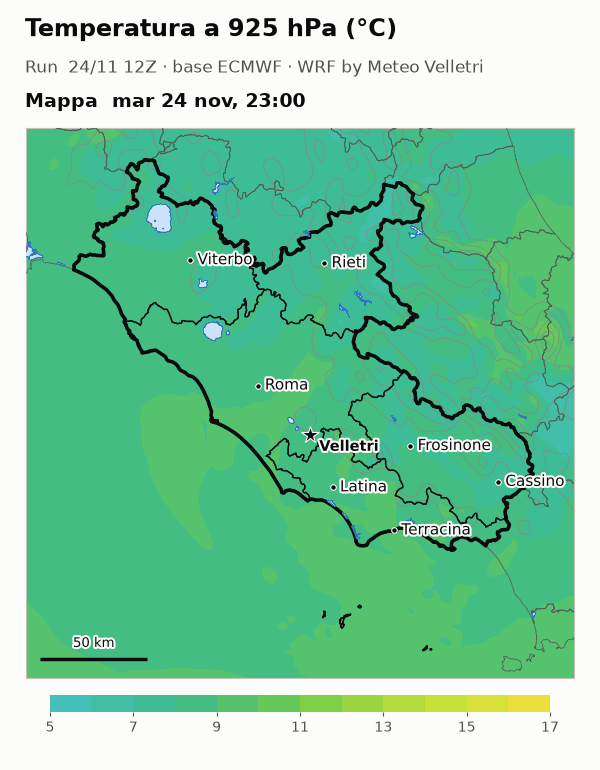 Temperatura a 925 hPa (°C)
Run  24/11 12Z · base ECMWF · WRF by Meteo Velletri
Mappa  mar 24 nov, 23:00
Viterbo
Rieti
Roma
Velletri
Frosinone
Latina
Cassino
Terracina
50 km
5 7 9 11 13 15 17